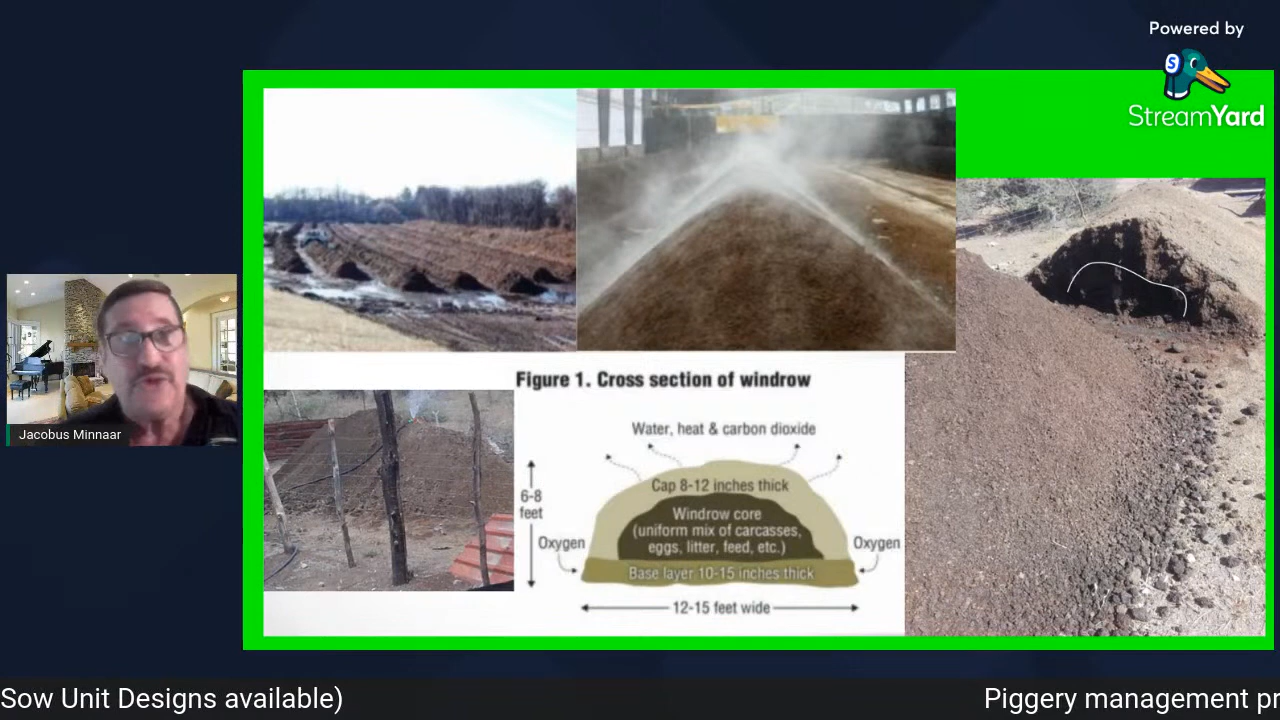 Powered by
S
StreamYard
Figure 1. Cross section of windrow
Water, heat & carbon dioxide
6-8
feet
Cap 8-12 inches thick
Windrow core
(uniform mix of carcasses,
eggs, litter, feed, etc.)
Oxygen
Oxygen
Base layer 10-15 inches thick
12-15 feet wide
Jacobus Minnaar
Sow Unit Designs available)
Piggery management pr